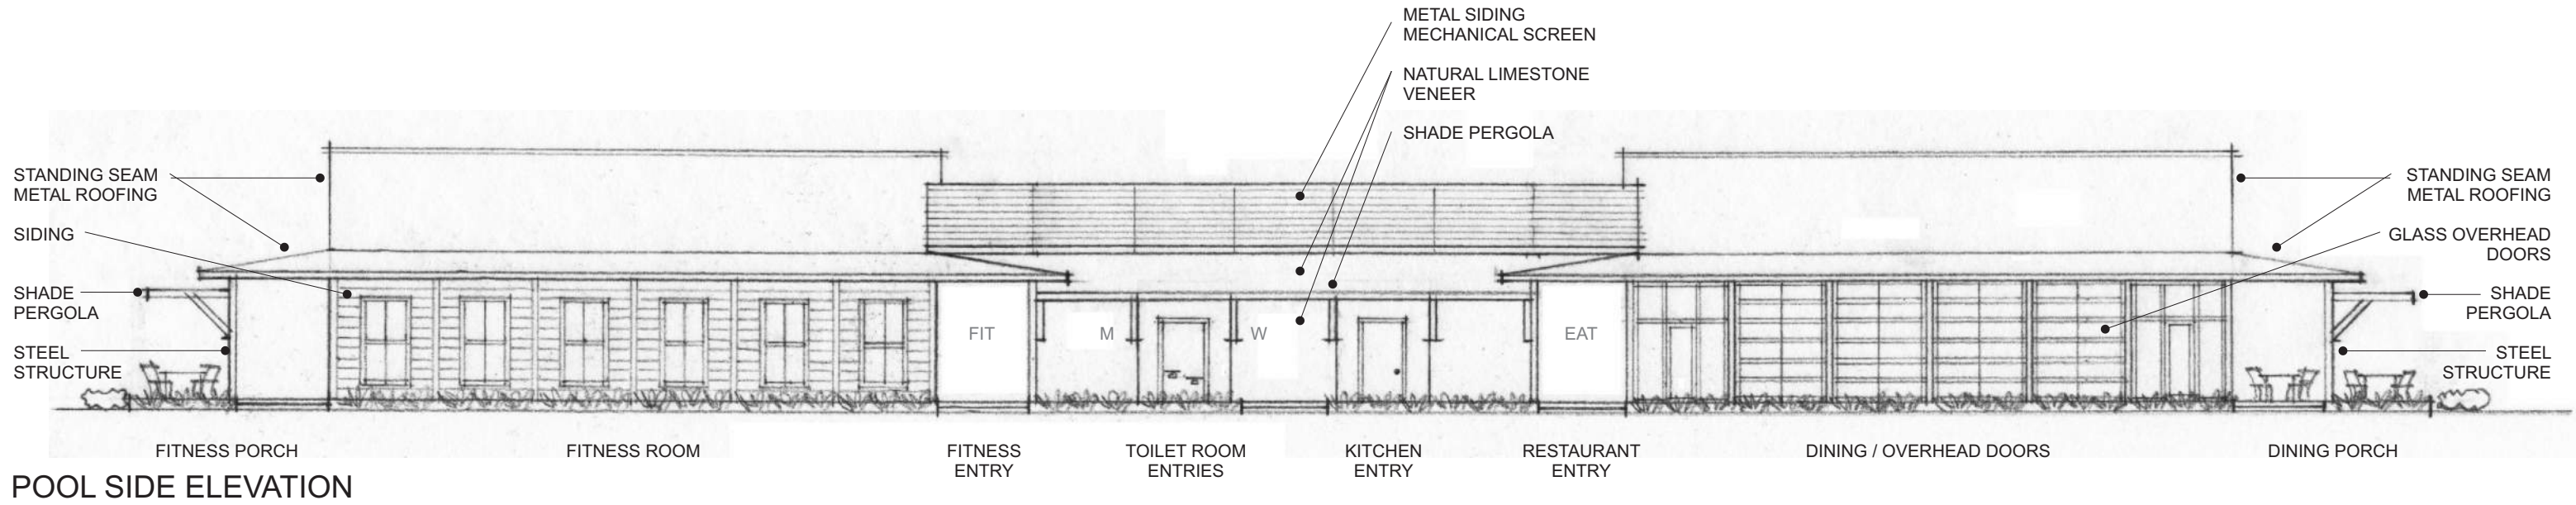 METAL SIDING
MECHANICAL SCREEN
NATURAL LIMESTONE
VENEER
SHADE PERGOLA
STANDING SEAM
METAL ROOFING
SIDING
SHADE
PERGOLA
STEEL
STRUCTURE
STANDING SEAM
METAL ROOFING
GLASS OVERHEAD
DOORS
SHADE
PERGOLA
STEEL
STRUCTURE
FIT
M
W
EAT
FITNESS PORCH
FITNESS ROOM
FITNESS
ENTRY
TOILET ROOM
ENTRIES
KITCHEN
ENTRY
RESTAURANT
ENTRY
DINING / OVERHEAD DOORS
DINING PORCH
POOL SIDE ELEVATION